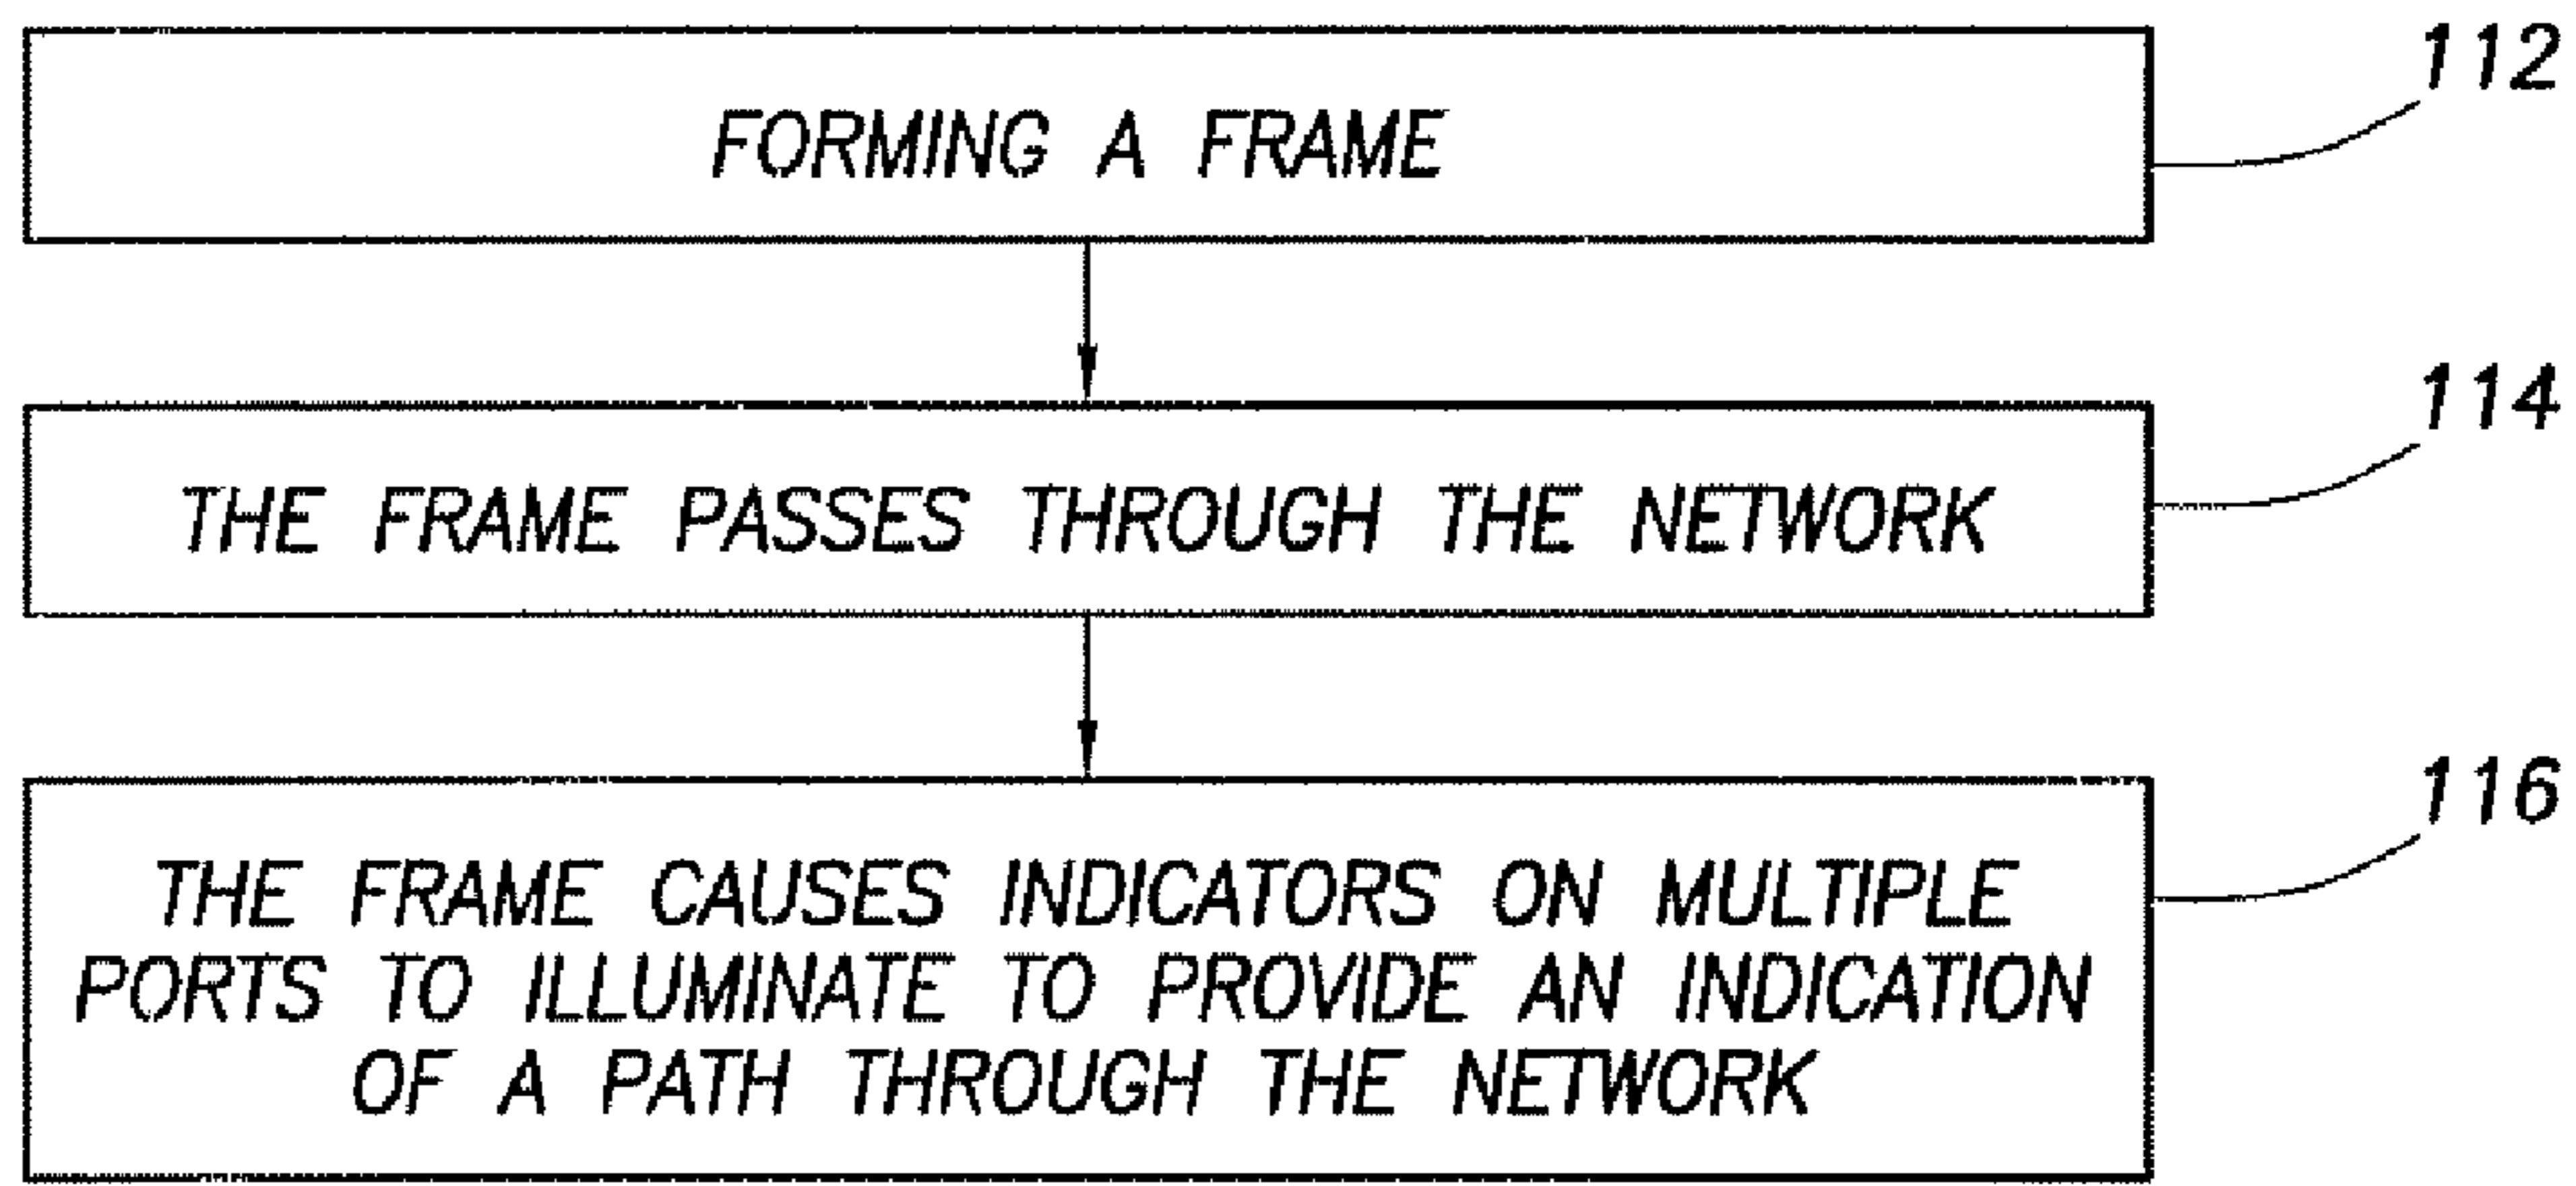 112
FORMING A FRAME
114
THE FRAME PASSES THROUGH THE NETWORK
116
THE FRAME CAUSES INDICATORS ON MULTIPLE
PORTS TO ILLUMINATE TO PROVIDE AN INDICATION
OF A PATH THROUGH THE NETWORK